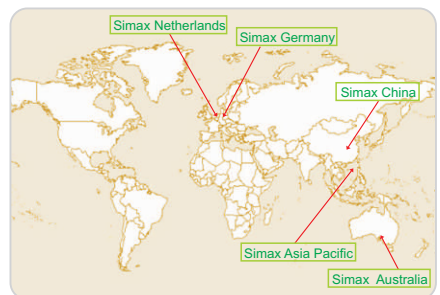 Simax Netherlands
Simax Germany
Simax China
Simax Asia Pacific
Simax Australia